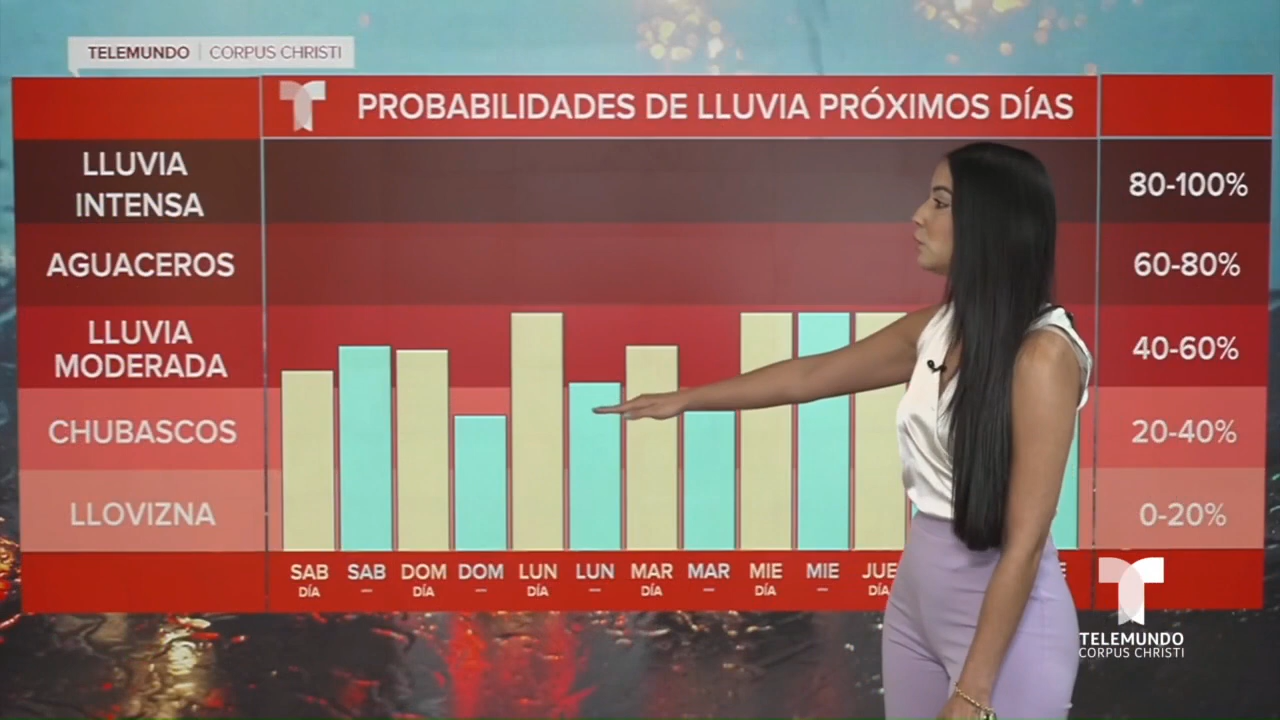 TELEMUNDO | CORPUS CHRISTI
PROBABILIDADES DE LLUVIA PRÓXIMOS DÍAS
LLUVIA
INTENSA
80-100%
AGUACEROS
60-80%
LLUVIA
MODERADA
40-60%
CHUBASCOS
20-40%
LLOVIZNA
0-20%
SAB SAB DOM DOM LUN LUN MAR MAR MIE MIE JUE
DÍA — DÍA — DÍA — DÍA — DÍA — DÍA
TELEMUNDO
CORPUS CHRISTI